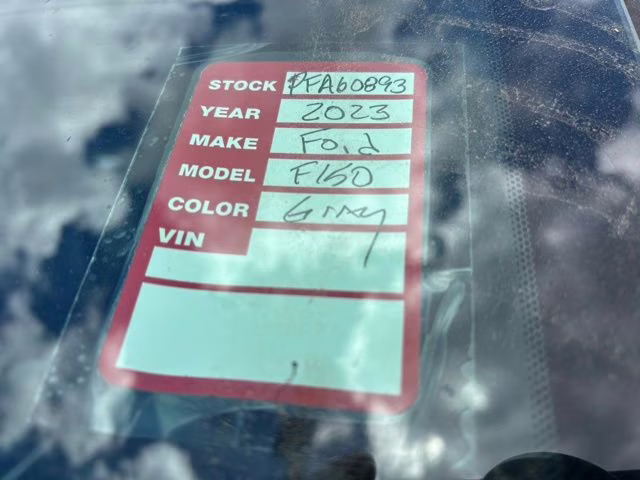 STOCK PFA60893
YEAR 2023
MAKE Ford
MODEL F150
COLOR Gray
VIN